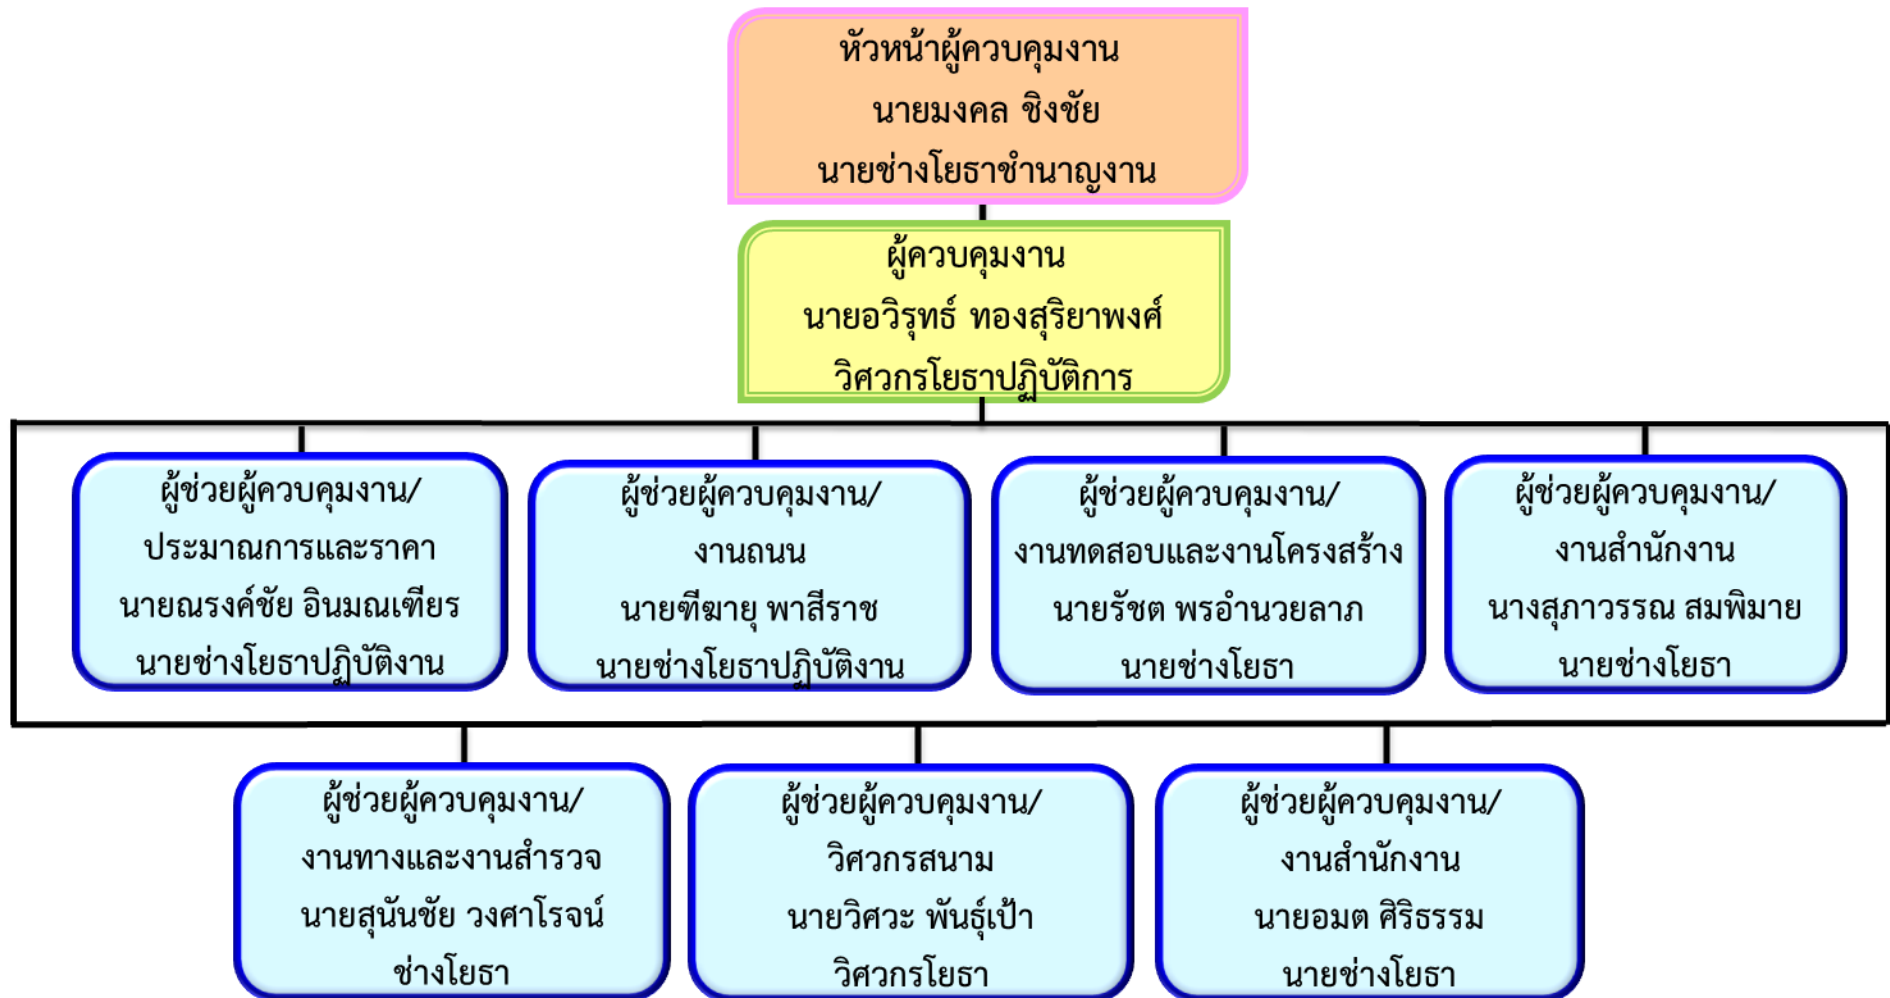 หัวหน้าผู้ควบคุมงาน
นายมงคล ชิงชัย
นายช่างโยธาชำนาญงาน
ผู้ควบคุมงาน
นายอวิรุทธ์ ทองสุริยาพงศ์
วิศวกรโยธาปฏิบัติการ
ผู้ช่วยผู้ควบคุมงาน/
ประมาณการและราคา
นายณรงค์ชัย อินมณเฑียร
นายช่างโยธาปฏิบัติงาน
ผู้ช่วยผู้ควบคุมงาน/
งานถนน
นายฑีฆายุ พาสีราช
นายช่างโยธาปฏิบัติงาน
ผู้ช่วยผู้ควบคุมงาน/
งานทดสอบและงานโครงสร้าง
นายรัชต พรอำนวยลาภ
นายช่างโยธา
ผู้ช่วยผู้ควบคุมงาน/
งานสำนักงาน
นางสุภาวรรณ สมพิมาย
นายช่างโยธา
ผู้ช่วยผู้ควบคุมงาน/
งานทางและงานสำรวจ
นายสุนันชัย วงศาโรจน์
ช่างโยธา
ผู้ช่วยผู้ควบคุมงาน/
วิศวกรสนาม
นายวิศวะ พันธุ์เป้า
วิศวกรโยธา
ผู้ช่วยผู้ควบคุมงาน/
งานสำนักงาน
นายอมต ศิริธรรม
นายช่างโยธา